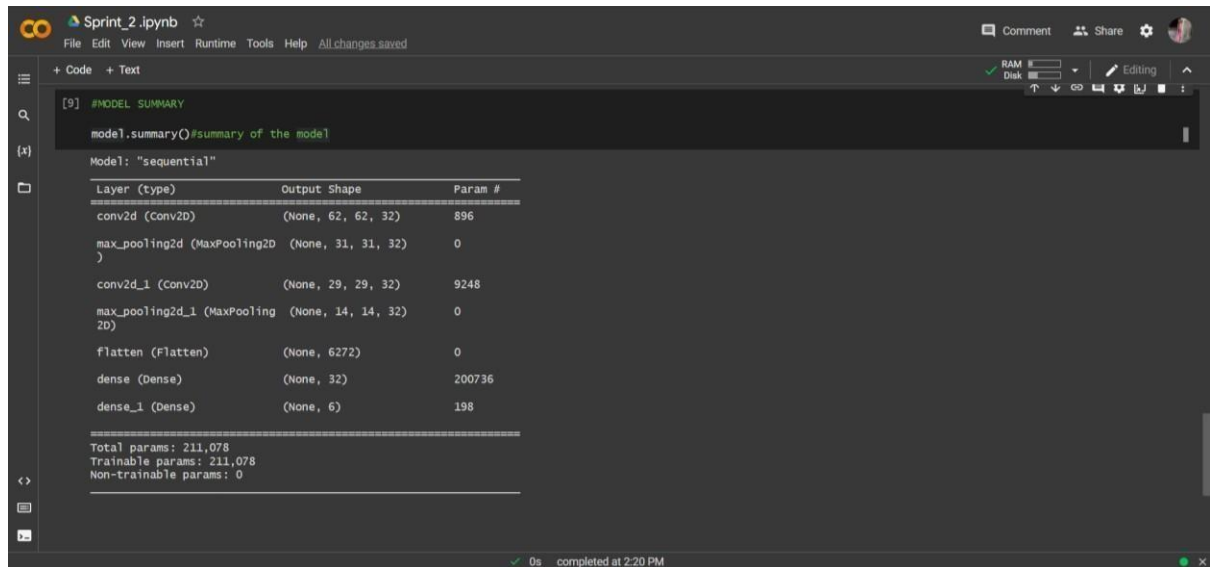 CO
Sprint_2.ipynb
File Edit View Insert Runtime Tools Help All changes saved
Comment
Share
+ Code + Text
RAM
Disk
Editing
[9] #MODEL SUMMARY
{x}
model.summary()#summary of the model
Model: "sequential"
Layer (type) Output Shape Param #
conv2d (Conv2D) (None, 62, 62, 32) 896
max_pooling2d (MaxPooling2D (None, 31, 31, 32) 0
)
conv2d_1 (Conv2D) (None, 29, 29, 32) 9248
max_pooling2d_1 (MaxPooling (None, 14, 14, 32) 0
2D)
flatten (Flatten) (None, 6272) 0
dense (Dense) (None, 32) 200736
dense_1 (Dense) (None, 6) 198
Total params: 211,078
Trainable params: 211,078
Non-trainable params: 0
0s completed at 2:20 PM